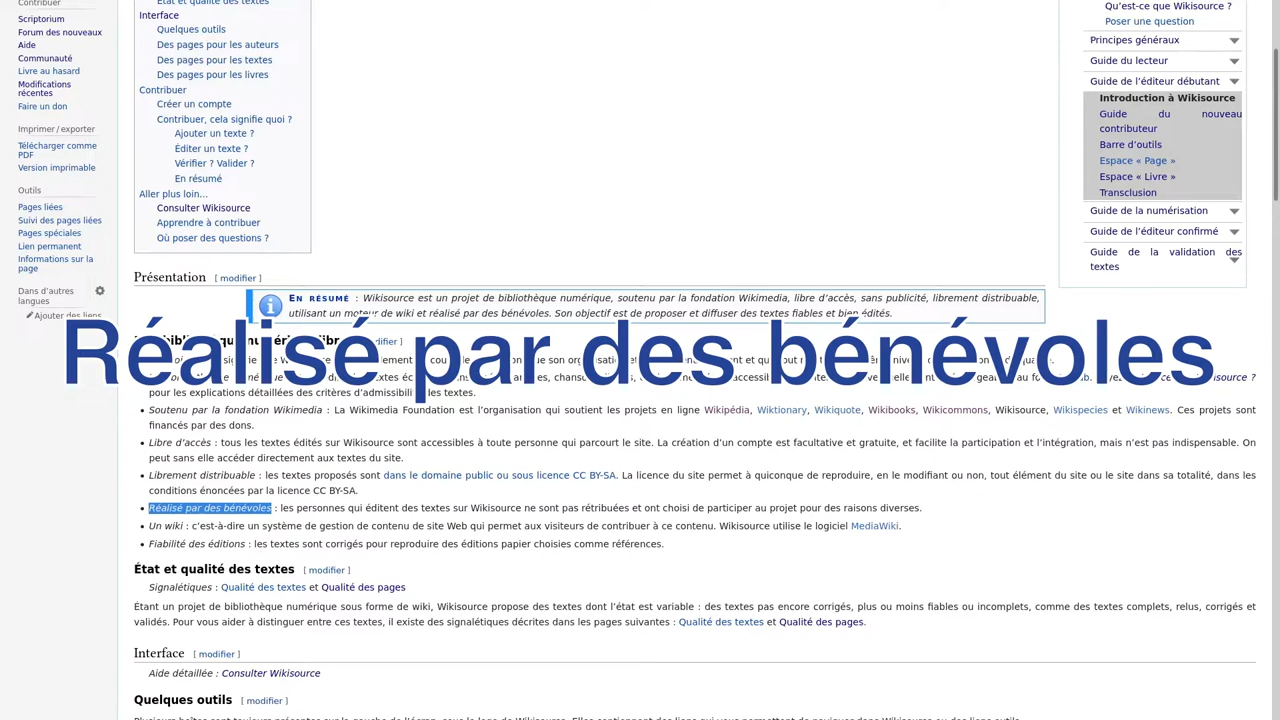 Contribuer
Scriptorium
Forum des nouveaux
Aide
Communauté
Livre au hasard
Modifications
récentes
Faire un don
Imprimer / exporter
Télécharger comme
PDF
Version imprimable
Outils
Pages liées
Suivi des pages liées
Pages spéciales
Lien permanent
Informations sur la
page
Dans d’autres
langues
Ajouter des liens
État et qualité des textes
Interface
Quelques outils
Des pages pour les auteurs
Des pages pour les textes
Des pages pour les livres
Contribuer
Créer un compte
Contribuer, cela signifie quoi ?
Ajouter un texte ?
Éditer un texte ?
Vérifier ? Valider ?
En résumé
Aller plus loin…
Consulter Wikisource
Apprendre à contribuer
Où poser des questions ?
Qu’est-ce que Wikisource ?
Poser une question
Principes généraux
Guide du lecteur
Guide de l’éditeur débutant
Introduction à Wikisource
Guide du nouveau
contributeur
Barre d’outils
Espace « Page »
Espace « Livre »
Transclusion
Guide de la numérisation
Guide de l’éditeur confirmé
Guide de la validation des
textes
Présentation [ modifier ]
EN RÉSUMÉ : Wikisource est un projet de bibliothèque numérique, soutenu par la fondation Wikimedia, libre d’accès, sans publicité, librement distribuable,
utilisant un moteur de wiki et réalisé par des bénévoles. Son objectif est de proposer et diffuser des textes fiables et bien édités.
Réalisé par des bénévoles
pour les explications détaillées des critères d’admissibilité des textes.
• Soutenu par la fondation Wikimedia : La Wikimedia Foundation est l’organisation qui soutient les projets en ligne Wikipédia, Wiktionary, Wikiquote, Wikibooks, Wikicommons, Wikisource, Wikispecies et Wikinews. Ces projets sont
financés par des dons.
• Libre d’accès : tous les textes édités sur Wikisource sont accessibles à toute personne qui parcourt le site. La création d’un compte est facultative et gratuite, et facilite la participation et l’intégration, mais n’est pas indispensable. On
peut sans elle accéder directement aux textes du site.
• Librement distribuable : les textes proposés sont dans le domaine public ou sous licence CC BY-SA. La licence du site permet à quiconque de reproduire, en le modifiant ou non, tout élément du site ou le site dans sa totalité, dans les
conditions énoncées par la licence CC BY-SA.
• Réalisé par des bénévoles : les personnes qui éditent des textes sur Wikisource ne sont pas rétribuées et ont choisi de participer au projet pour des raisons diverses.
• Un wiki : c’est-à-dire un système de gestion de contenu de site Web qui permet aux visiteurs de contribuer à ce contenu. Wikisource utilise le logiciel MediaWiki.
• Fiabilité des éditions : les textes sont corrigés pour reproduire des éditions papier choisies comme références.
État et qualité des textes [ modifier ]
Signalétiques : Qualité des textes et Qualité des pages
Étant un projet de bibliothèque numérique sous forme de wiki, Wikisource propose des textes dont l’état est variable : des textes pas encore corrigés, plus ou moins fiables ou incomplets, comme des textes complets, relus, corrigés et
validés. Pour vous aider à distinguer entre ces textes, il existe des signalétiques décrites dans les pages suivantes : Qualité des textes et Qualité des pages.
Interface [ modifier ]
Aide détaillée : Consulter Wikisource
Quelques outils [ modifier ]